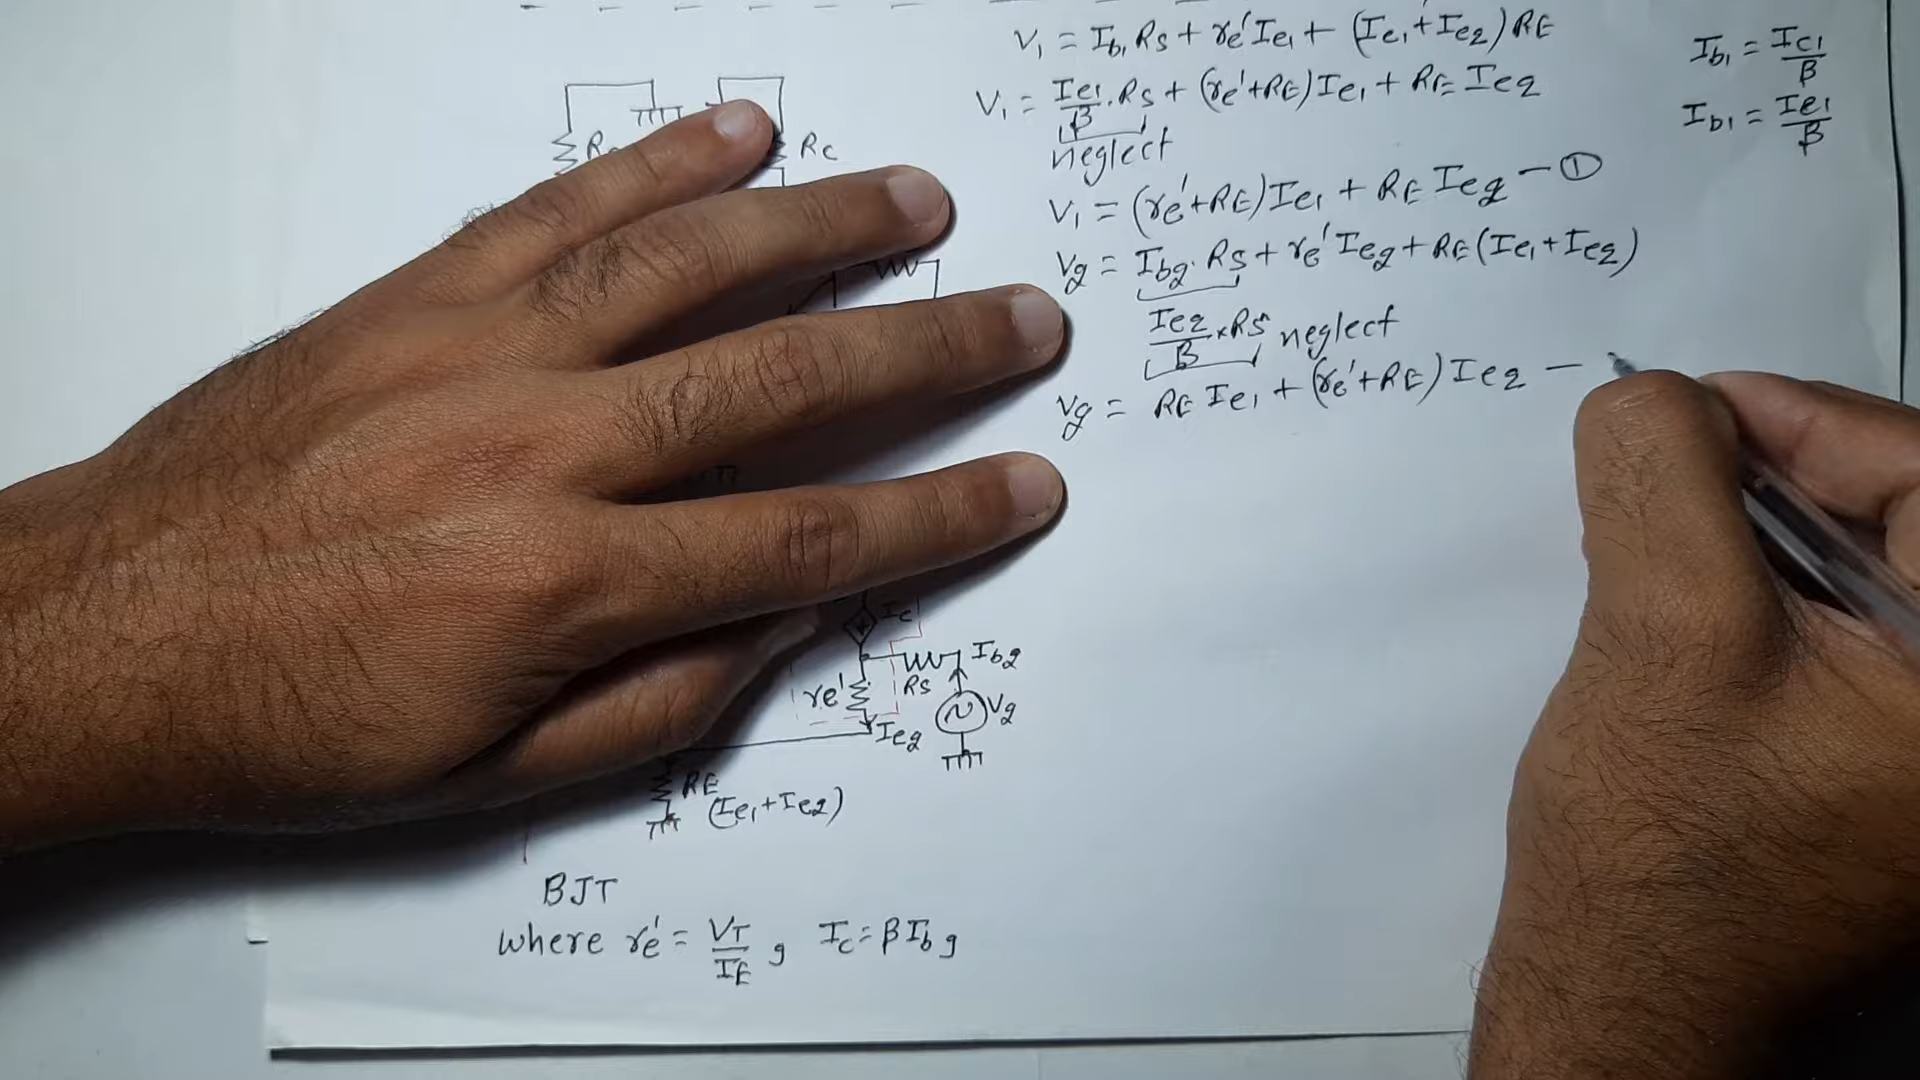 V₁ = Ib₁ Rs + re' Ie₁ + (Ie₁ + Ie₂) RE
V₁ = Ie₁/β . Rs + (re' + RE) Ie₁ + RE Ie₂
neglect
V₁ = (re' + RE) Ie₁ + RE Ie₂ — ①
V₂ = Ib₂ . Rs + re' Ie₂ + RE (Ie₁ + Ie₂)
Ie₂/β × Rs neglect
V₂ = RE Ie₁ + (re' + RE) Ie₂ —
Ib₁ = Ic₁/β
Ib₁ = Ie₁/β
Rc
Ic
Ib₂
Rs
re'
V₂
Ie₂
RE
(Ie₁ + Ie₂)
BJT
where re' = VT/IE , Ic = β Ib ,